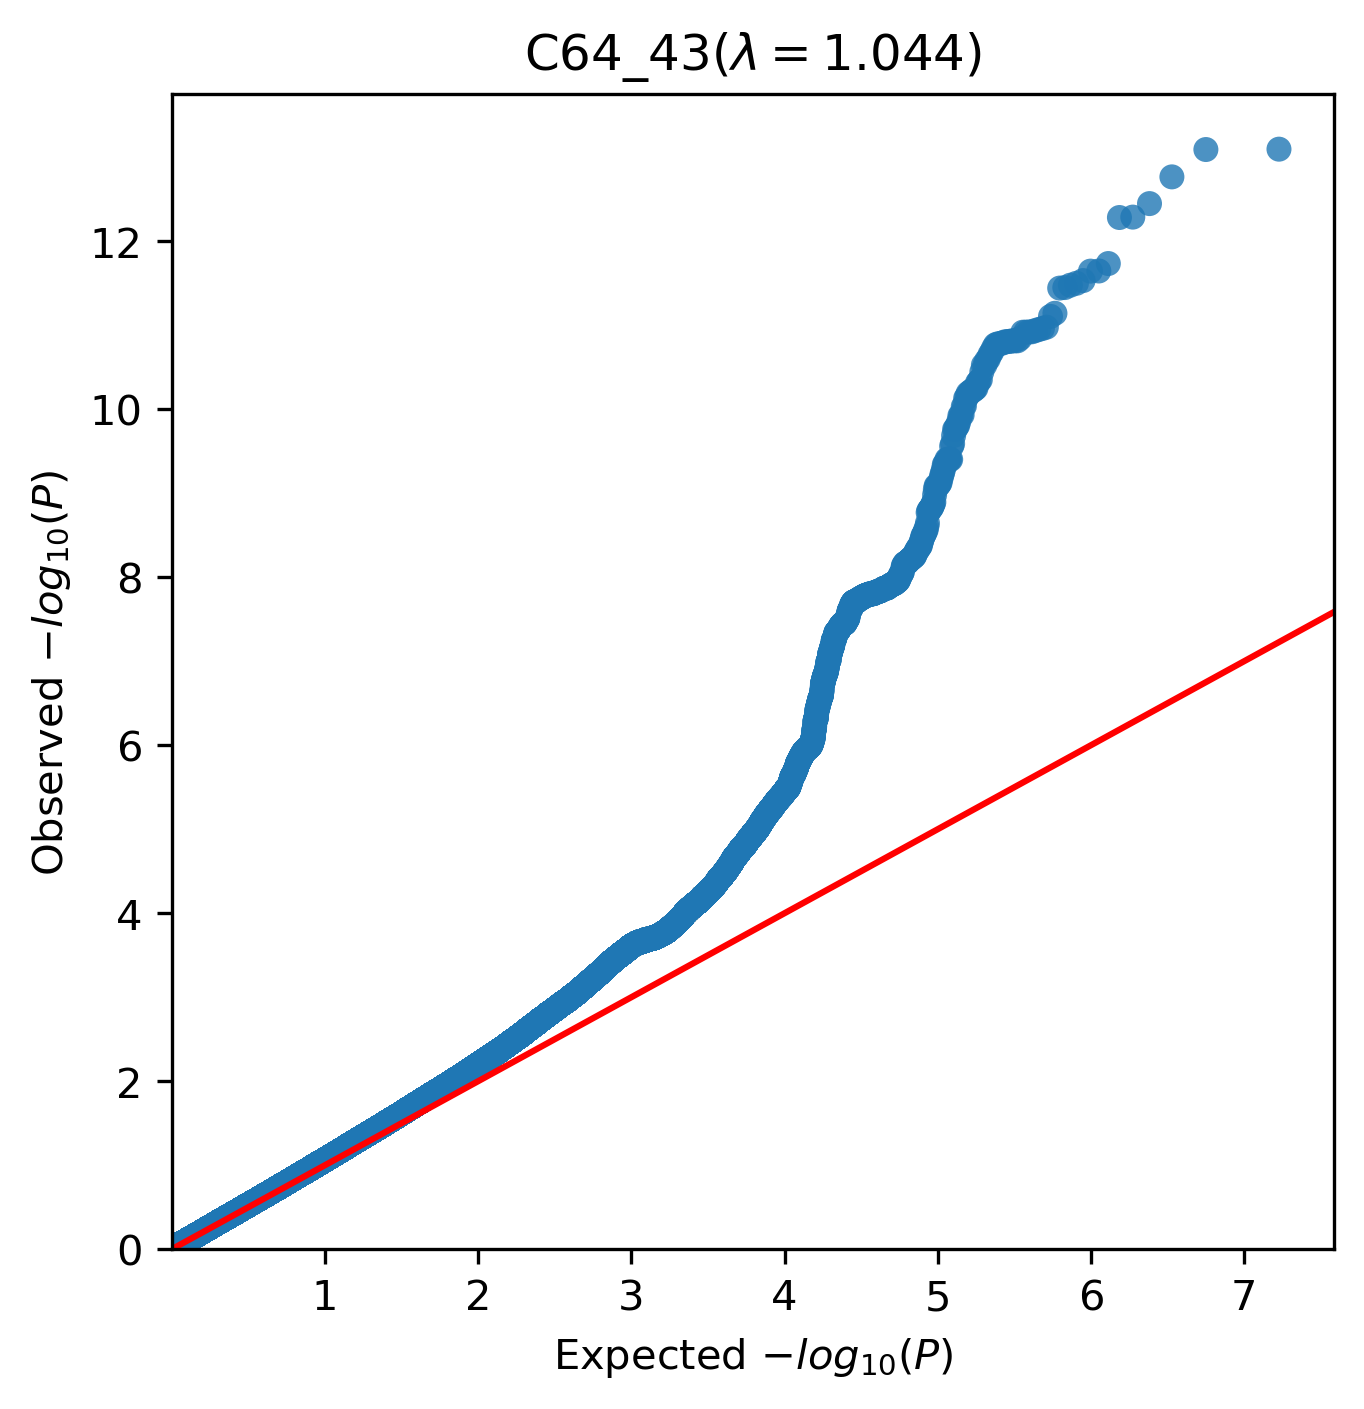 C64_43(λ = 1.044)
Observed −log₁₀(P)
12
10
8
6
4
2
0
1 2 3 4 5 6 7
Expected −log₁₀(P)